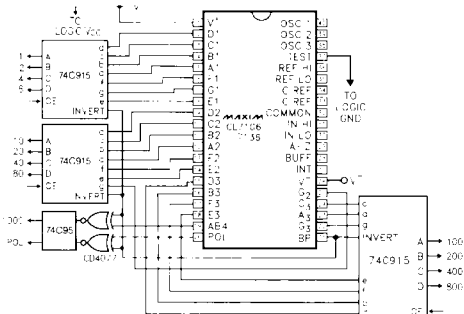 TO
LOGIC Vcc
V+
1 A
2 B
4 C
8 D
OE
74C915
INVERT
10 A
20 B
40 C
80 D
OE
74C915
INVERT
74C95
POL
CD4077
V+
D1
C1
B1
A1
F1
G1
E1
D2
C2
B2
A2
F2
E2
D3
B3
F3
E3
AB4
POL
MAXIM
OSC 1
OSC 2
OSC 3
TEST
REF HI
REF LO
C REF
C REF
COMMON
IN HI
IN LO
A-Z
BUFF
INT
V-
G2
C3
A3
G3
BP
TO
LOGIC
GND
c
a
g
INVERT
74C915
e
f
A 100
B 200
C 400
D 800
OE